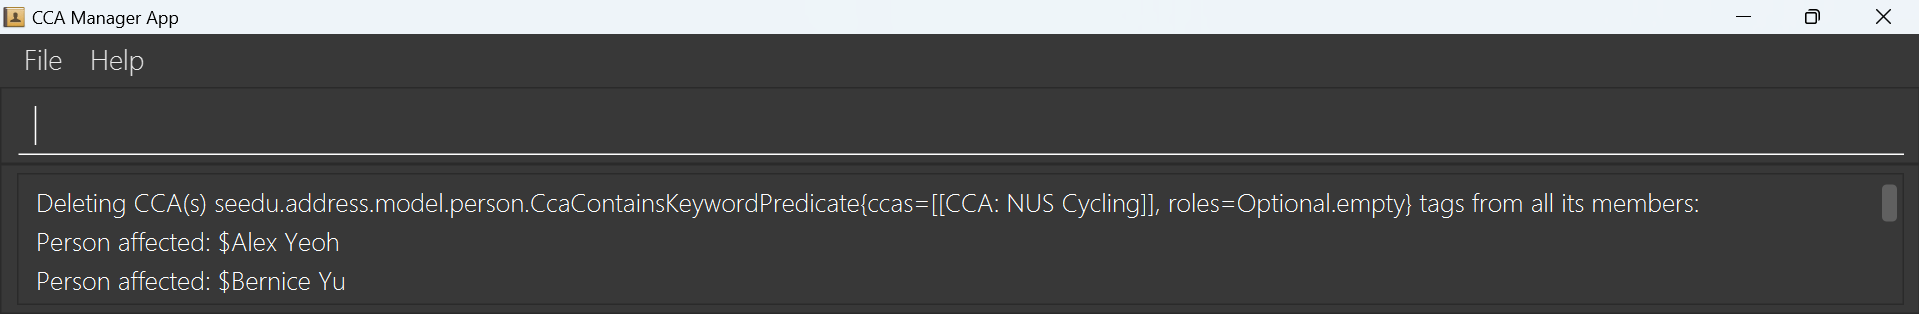 CCA Manager App
File Help
Deleting CCA(s) seedu.address.model.person.CcaContainsKeywordPredicate{ccas=[[CCA: NUS Cycling]], roles=Optional.empty} tags from all its members:
Person affected: $Alex Yeoh
Person affected: $Bernice Yu